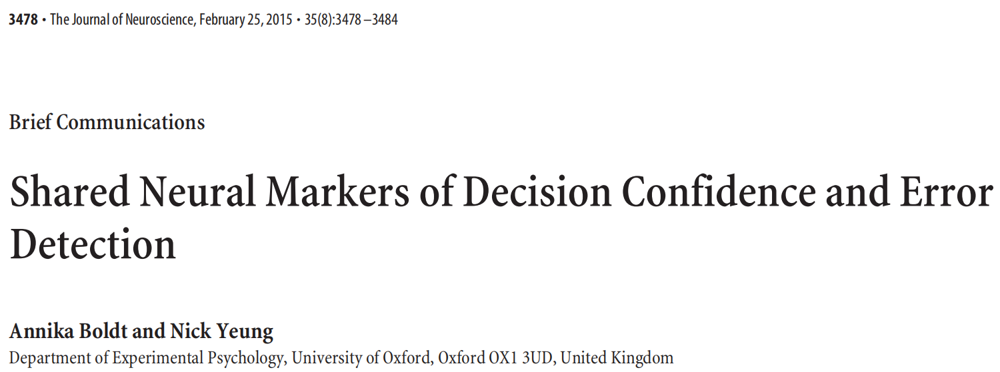 3478 • The Journal of Neuroscience, February 25, 2015 • 35(8):3478–3484
Brief Communications
Shared Neural Markers of Decision Confidence and Error
Detection
Annika Boldt and Nick Yeung
Department of Experimental Psychology, University of Oxford, Oxford OX1 3UD, United Kingdom